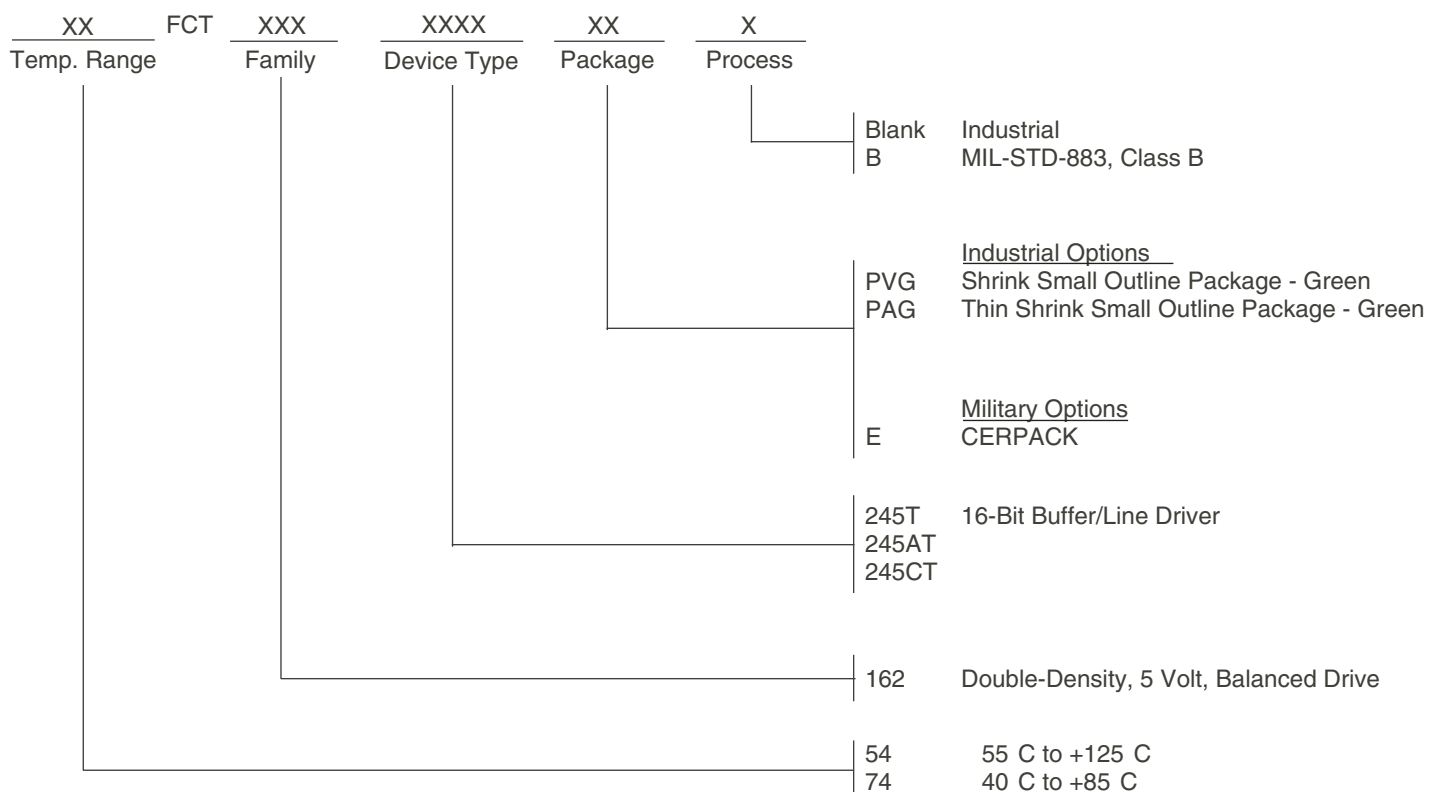 XX FCT XXX XXXX XX X
Temp. Range Family Device Type Package Process
Blank Industrial
B MIL-STD-883, Class B
Industrial Options
PVG Shrink Small Outline Package - Green
PAG Thin Shrink Small Outline Package - Green
Military Options
E CERPACK
245T 16-Bit Buffer/Line Driver
245AT
245CT
162 Double-Density, 5 Volt, Balanced Drive
54 55 C to +125 C
74 40 C to +85 C